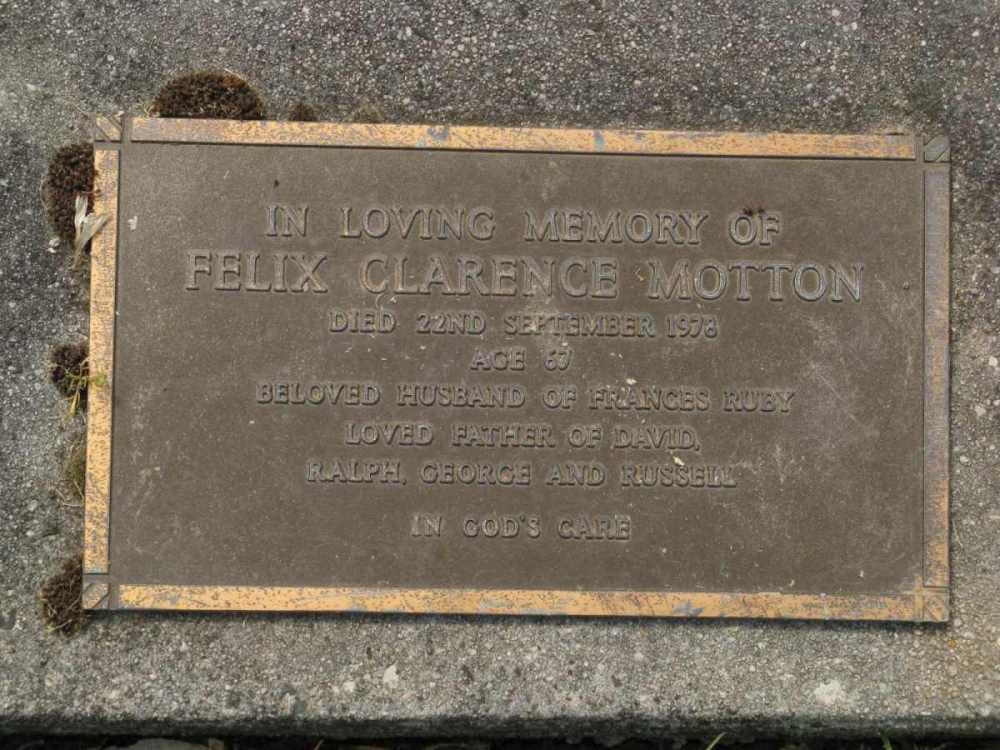 IN LOVING MEMORY OF
FELIX CLARENCE MOTTON
DIED 22ND SEPTEMBER 1978
AGE 67
BELOVED HUSBAND OF FRANCES RUBY
LOVED FATHER OF DAVID,
RALPH, GEORGE AND RUSSELL
IN GOD'S CARE